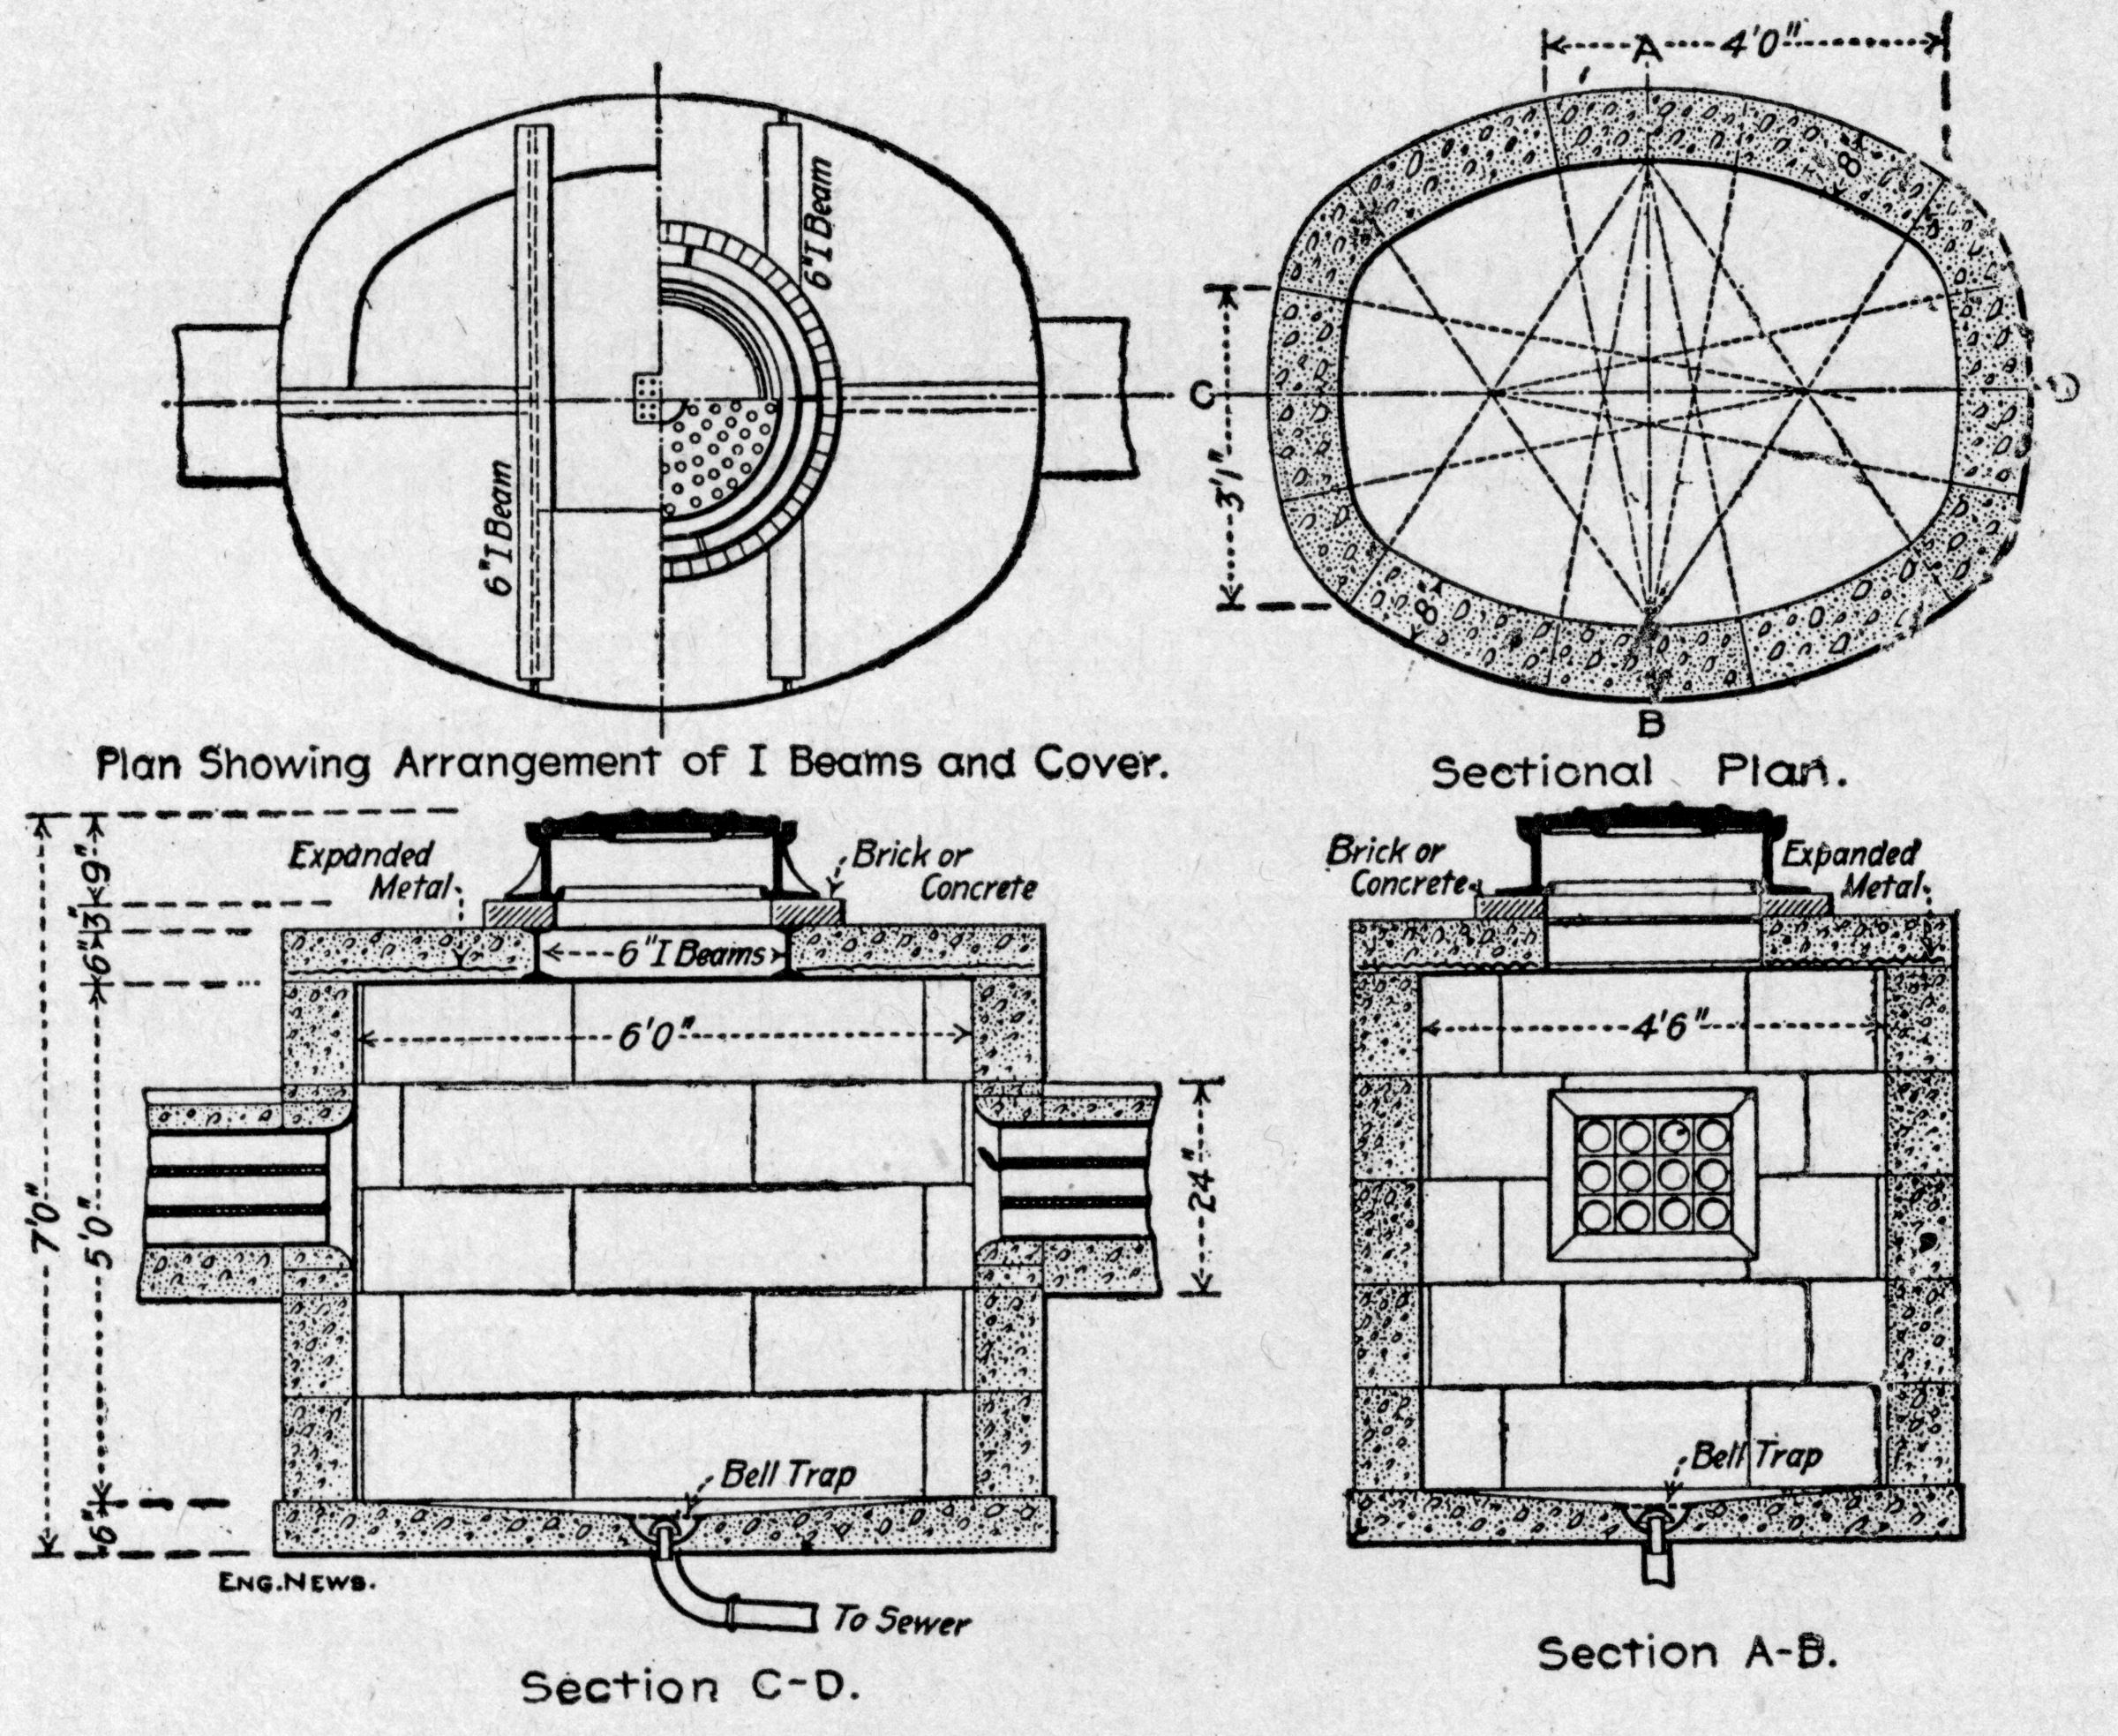 A 4'0"
6" I Beam
8"
C D
3'1"
6" I Beam
8"
B
Plan Showing Arrangement of I Beams and Cover.
Sectional Plan.
9"
Expanded
Metal
Brick or
Concrete
3"
6"
6" I Beams
6'0"
24"
7'0"
5'0"
Bell Trap
6"
ENG. NEWS.
To Sewer
Section C-D.
Brick or
Concrete
Expanded
Metal
4'6"
Bell Trap
Section A-B.